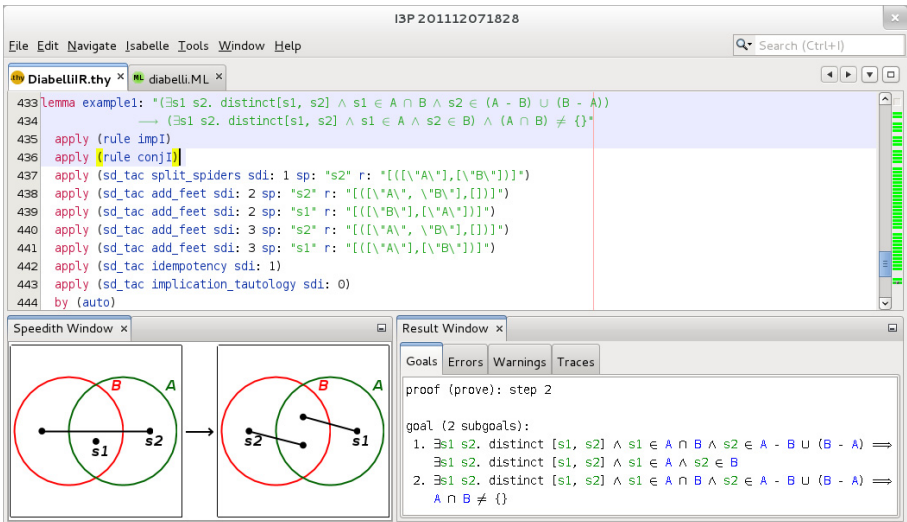 I3P 201112071828
File Edit Navigate Isabelle Tools Window Help
Search (Ctrl+I)
.thy DiabelliIR.thy × ML diabelli.ML ×
433 lemma example1: "(∃s1 s2. distinct[s1, s2] ∧ s1 ∈ A ∩ B ∧ s2 ∈ (A - B) ∪ (B - A))
434 ⟶ (∃s1 s2. distinct[s1, s2] ∧ s1 ∈ A ∧ s2 ∈ B) ∧ (A ∩ B) ≠ {}"
435 apply (rule impI)
436 apply (rule conjI)
437 apply (sd_tac split_spiders sdi: 1 sp: "s2" r: "[([\"A\"],[\"B\"])]")
438 apply (sd_tac add_feet sdi: 2 sp: "s2" r: "[([\"A\", \"B\"],[])]")
439 apply (sd_tac add_feet sdi: 2 sp: "s1" r: "[([\"B\"],[\"A\"])]")
440 apply (sd_tac add_feet sdi: 3 sp: "s2" r: "[([\"A\", \"B\"],[])]")
441 apply (sd_tac add_feet sdi: 3 sp: "s1" r: "[([\"A\"],[\"B\"])]")
442 apply (sd_tac idempotency sdi: 1)
443 apply (sd_tac implication_tautology sdi: 0)
444 by (auto)
Speedith Window ×
B A
s1 s2
B A
s2 s1
Result Window ×
Goals Errors Warnings Traces
proof (prove): step 2
goal (2 subgoals):
1. ∃s1 s2. distinct [s1, s2] ∧ s1 ∈ A ∩ B ∧ s2 ∈ A - B ∪ (B - A) ⟹
∃s1 s2. distinct [s1, s2] ∧ s1 ∈ A ∧ s2 ∈ B
2. ∃s1 s2. distinct [s1, s2] ∧ s1 ∈ A ∩ B ∧ s2 ∈ A - B ∪ (B - A) ⟹
A ∩ B ≠ {}